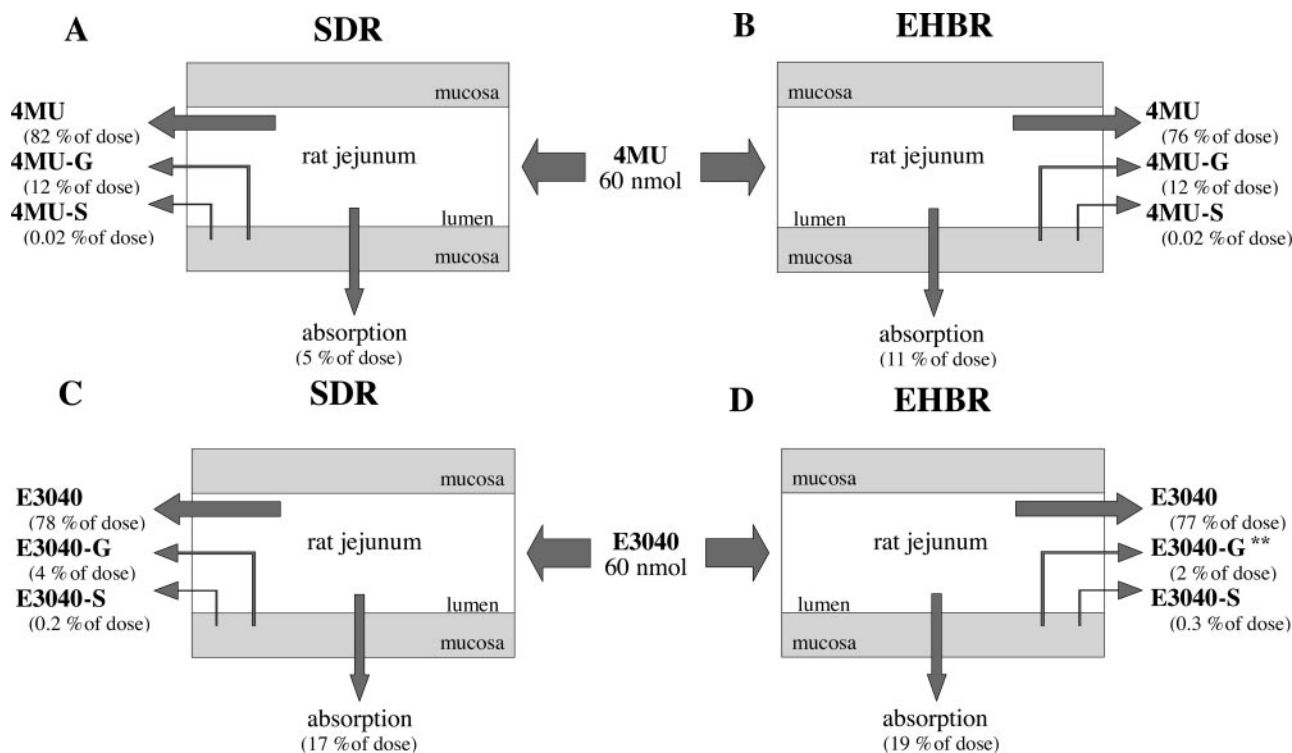 A
SDR
B
EHBR
mucosa
mucosa
4MU
(82 % of dose)
4MU-G
(12 % of dose)
4MU-S
(0.02 % of dose)
rat jejunum
lumen
mucosa
absorption
(5 % of dose)
4MU
60 nmol
rat jejunum
lumen
mucosa
4MU
(76 % of dose)
4MU-G
(12 % of dose)
4MU-S
(0.02 % of dose)
absorption
(11 % of dose)
C
SDR
D
EHBR
mucosa
mucosa
E3040
(78 % of dose)
E3040-G
(4 % of dose)
E3040-S
(0.2 % of dose)
rat jejunum
lumen
mucosa
absorption
(17 % of dose)
E3040
60 nmol
rat jejunum
lumen
mucosa
E3040
(77 % of dose)
E3040-G **
(2 % of dose)
E3040-S
(0.3 % of dose)
absorption
(19 % of dose)